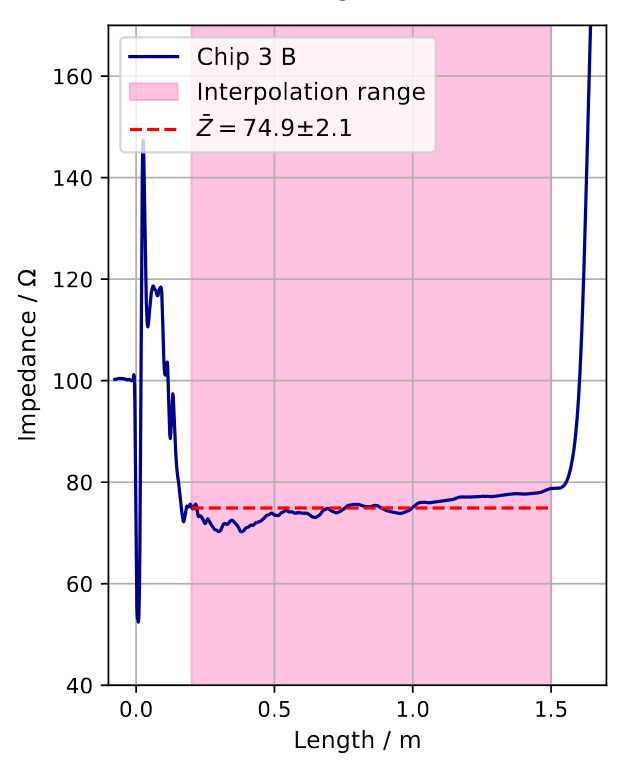 Chip 3 B
Interpolation range
Z̄ = 74.9±2.1
160
140
120
100
80
60
40
Impedance / Ω
0.0 0.5 1.0 1.5
Length / m